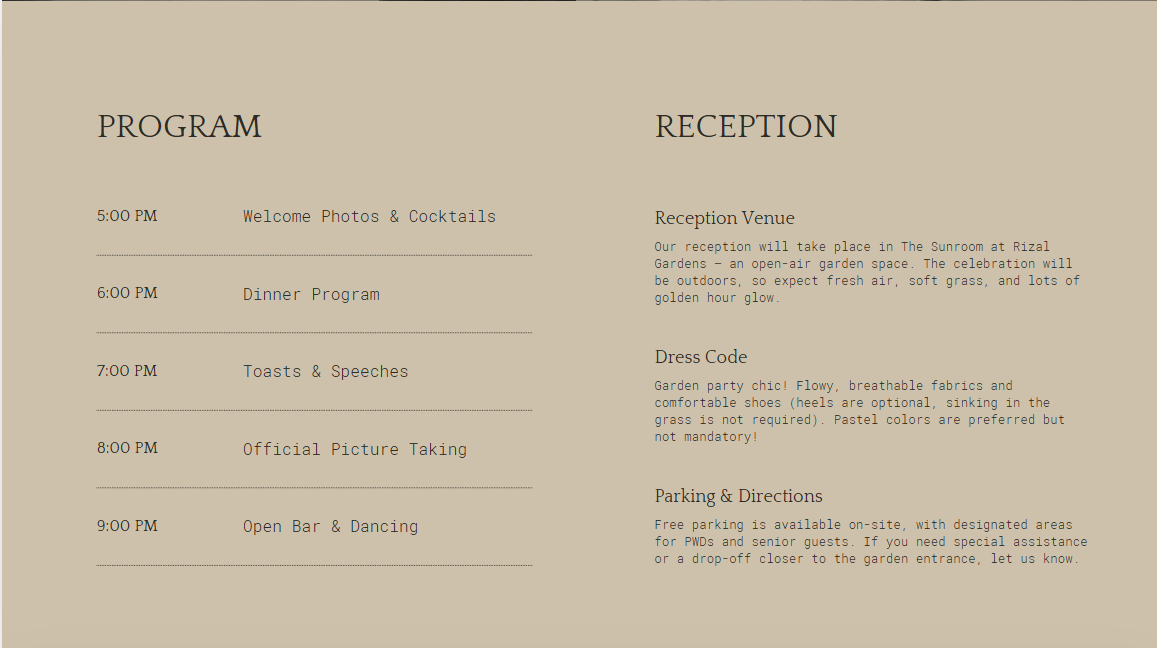 PROGRAM
5:00 PM Welcome Photos & Cocktails
6:00 PM Dinner Program
7:00 PM Toasts & Speeches
8:00 PM Official Picture Taking
9:00 PM Open Bar & Dancing
RECEPTION
Reception Venue
Our reception will take place in The Sunroom at Rizal
Gardens — an open-air garden space. The celebration will
be outdoors, so expect fresh air, soft grass, and lots of
golden hour glow.
Dress Code
Garden party chic! Flowy, breathable fabrics and
comfortable shoes (heels are optional, sinking in the
grass is not required). Pastel colors are preferred but
not mandatory!
Parking & Directions
Free parking is available on-site, with designated areas
for PWDs and senior guests. If you need special assistance
or a drop-off closer to the garden entrance, let us know.